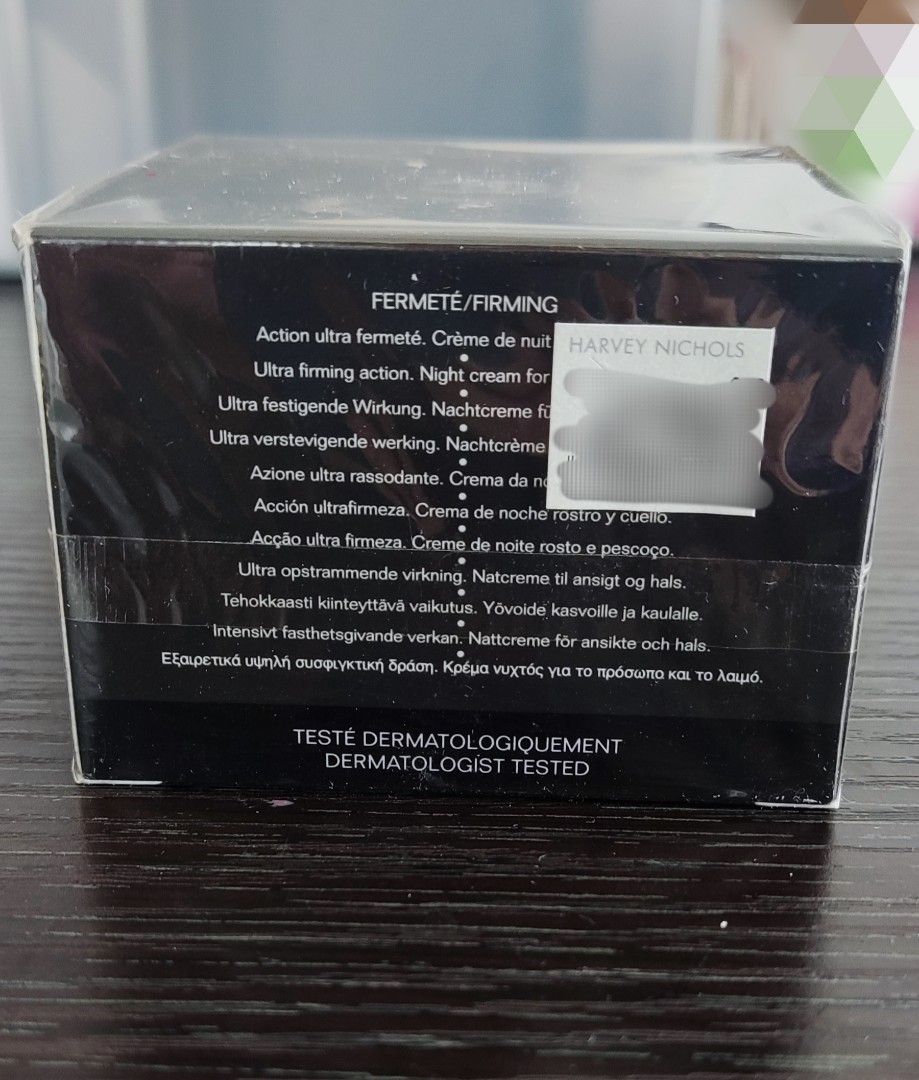 FERMETÉ/FIRMING
Action ultra fermeté. Crème de nuit
HARVEY NICHOLS
Ultra firming action. Night cream for
Ultra festigende Wirkung. Nachtcreme fü
Ultra verstevigende werking. Nachtcrème
Azione ultra rassodante. Crema da no
Acción ultrafirmeza. Crema de noche rostro y cuello.
Acção ultra firmeza. Creme de noite rosto e pescoço.
Ultra opstrammende virkning. Natcreme til ansigt og hals.
Tehokkaasti kiinteyttävä vaikutus. Yövoide kasvoille ja kaulalle.
Intensivt fasthetsgivande verkan. Nattcreme för ansikte och hals.
Εξαιρετικά υψηλή συσφιγκτική δράση. Κρέμα νυχτός για το πρόσωπο και το λαιμό.
TESTÉ DERMATOLOGIQUEMENT
DERMATOLOGIST TESTED